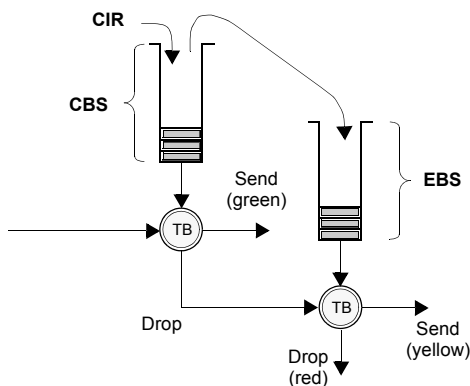 CIR
CBS
EBS
Send
(green)
TB
TB
Drop
Send
(yellow)
Drop
(red)